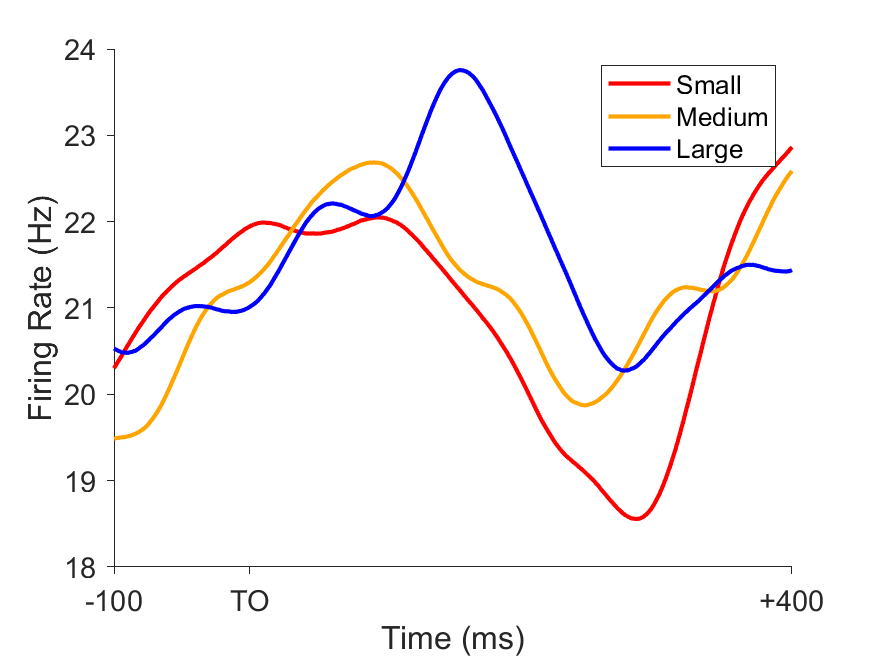 24
23
22
21
20
19
18
Firing Rate (Hz)
-100
TO
+400
Time (ms)
Small
Medium
Large